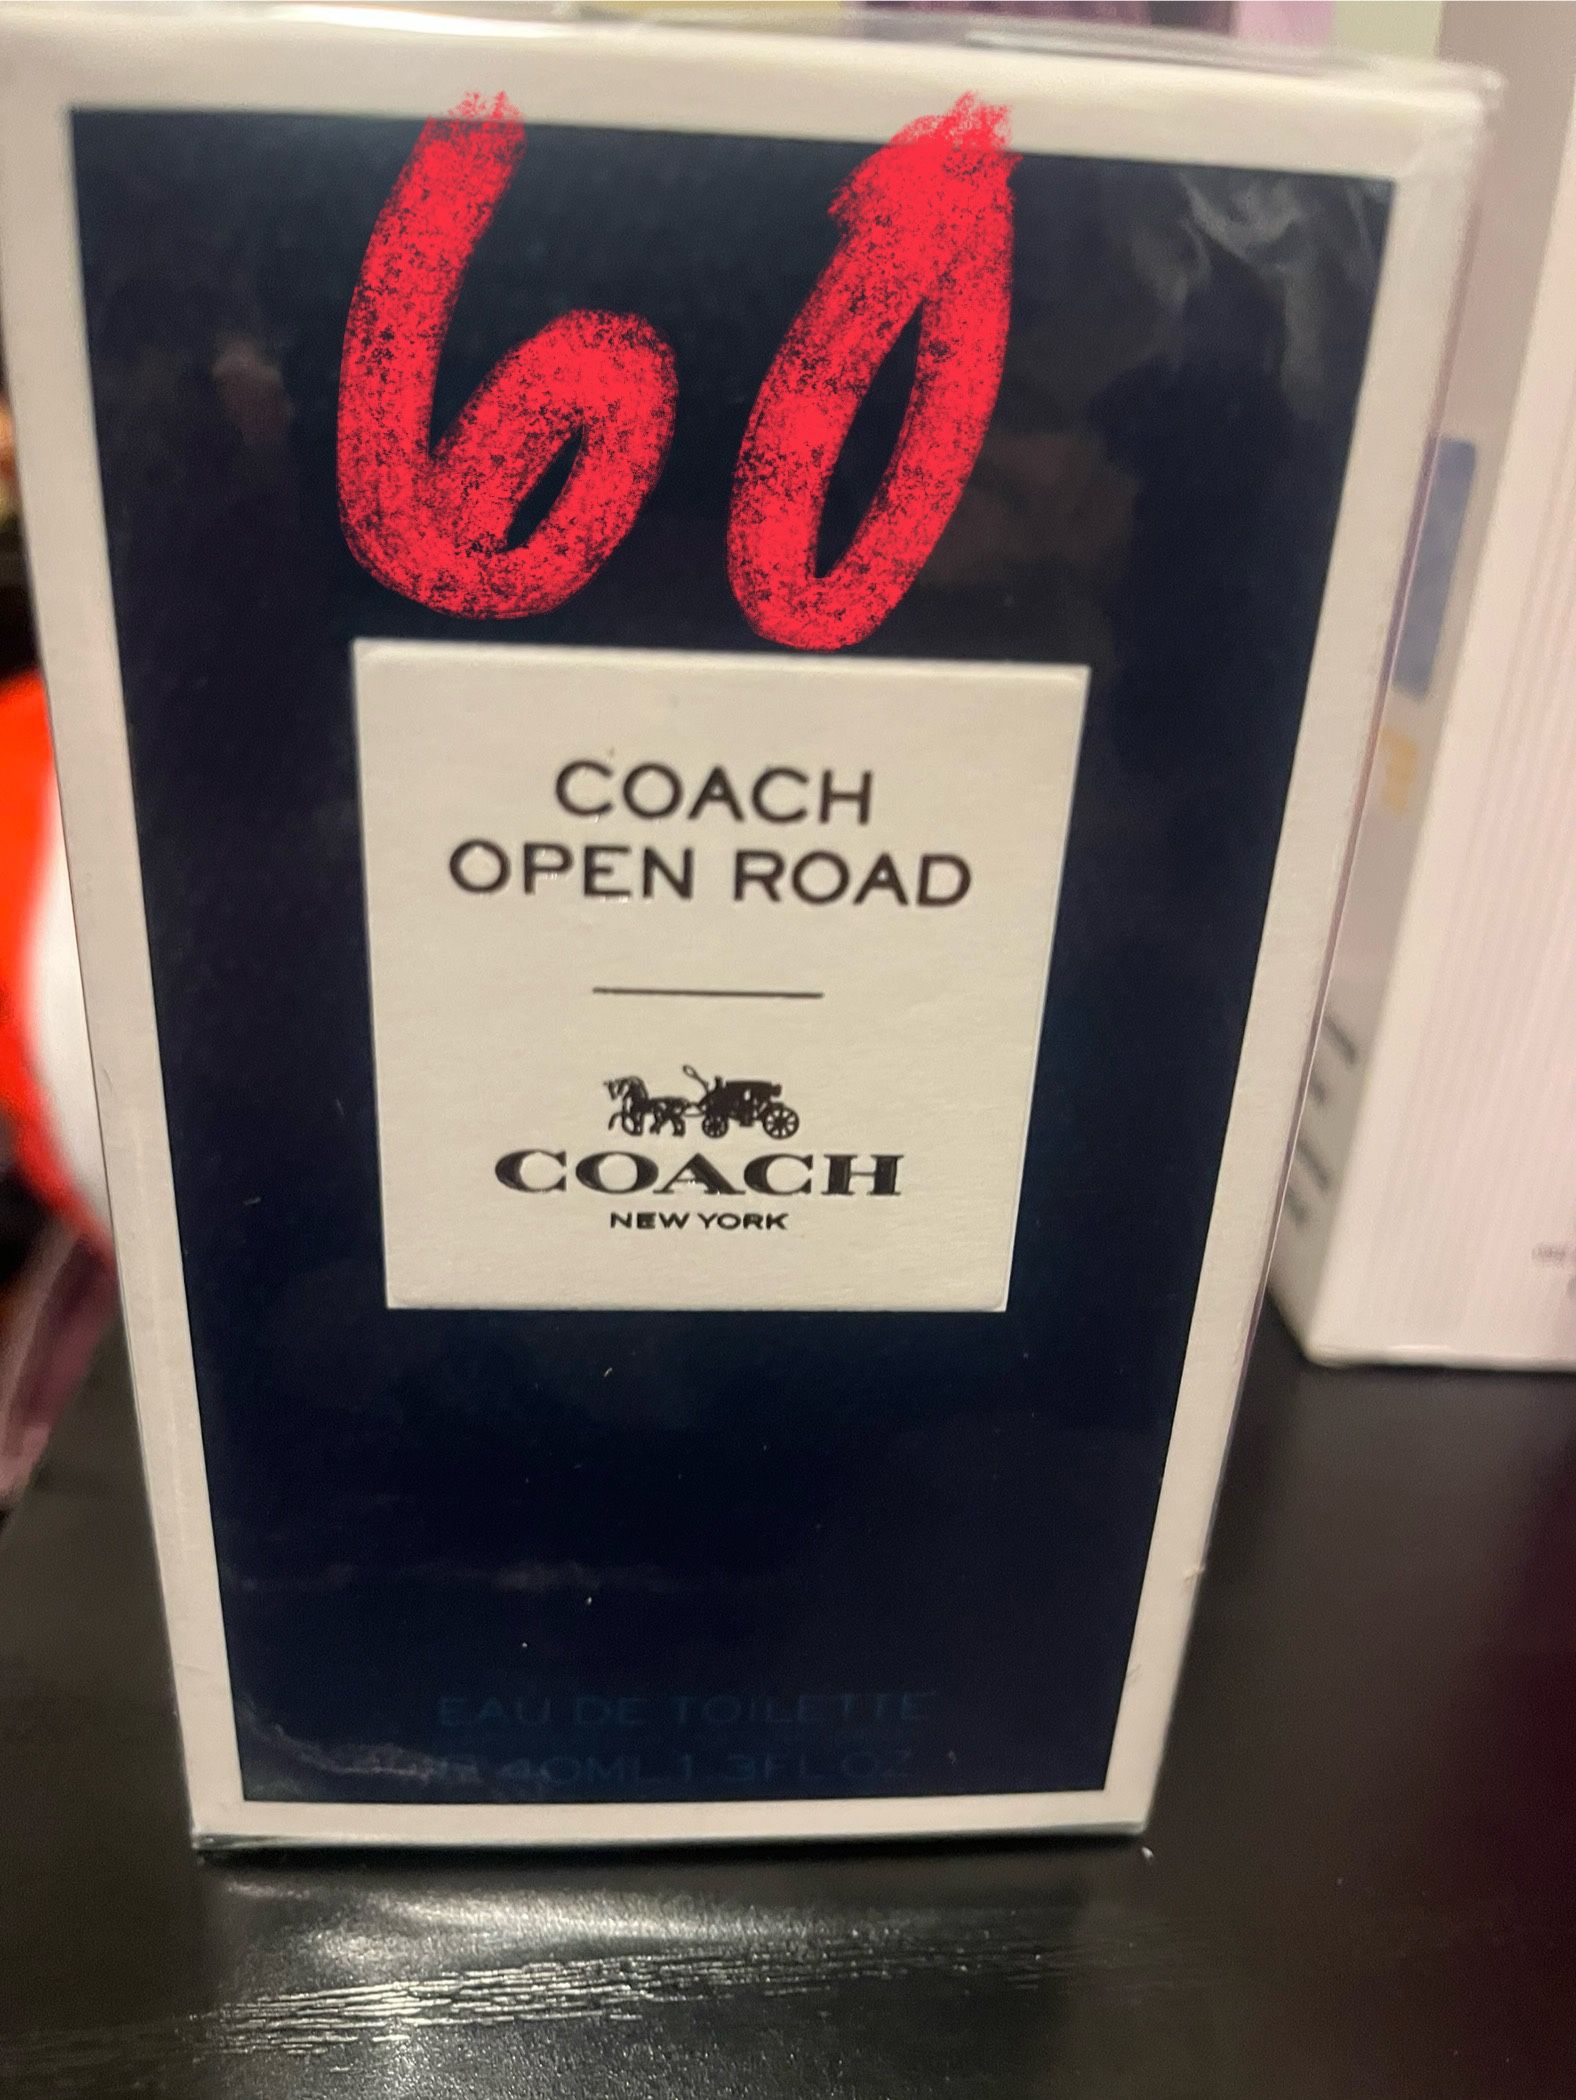 60
COACH
OPEN ROAD
COACH
NEW YORK
EAU DE TOILETTE
40ML 1.3FL.OZ